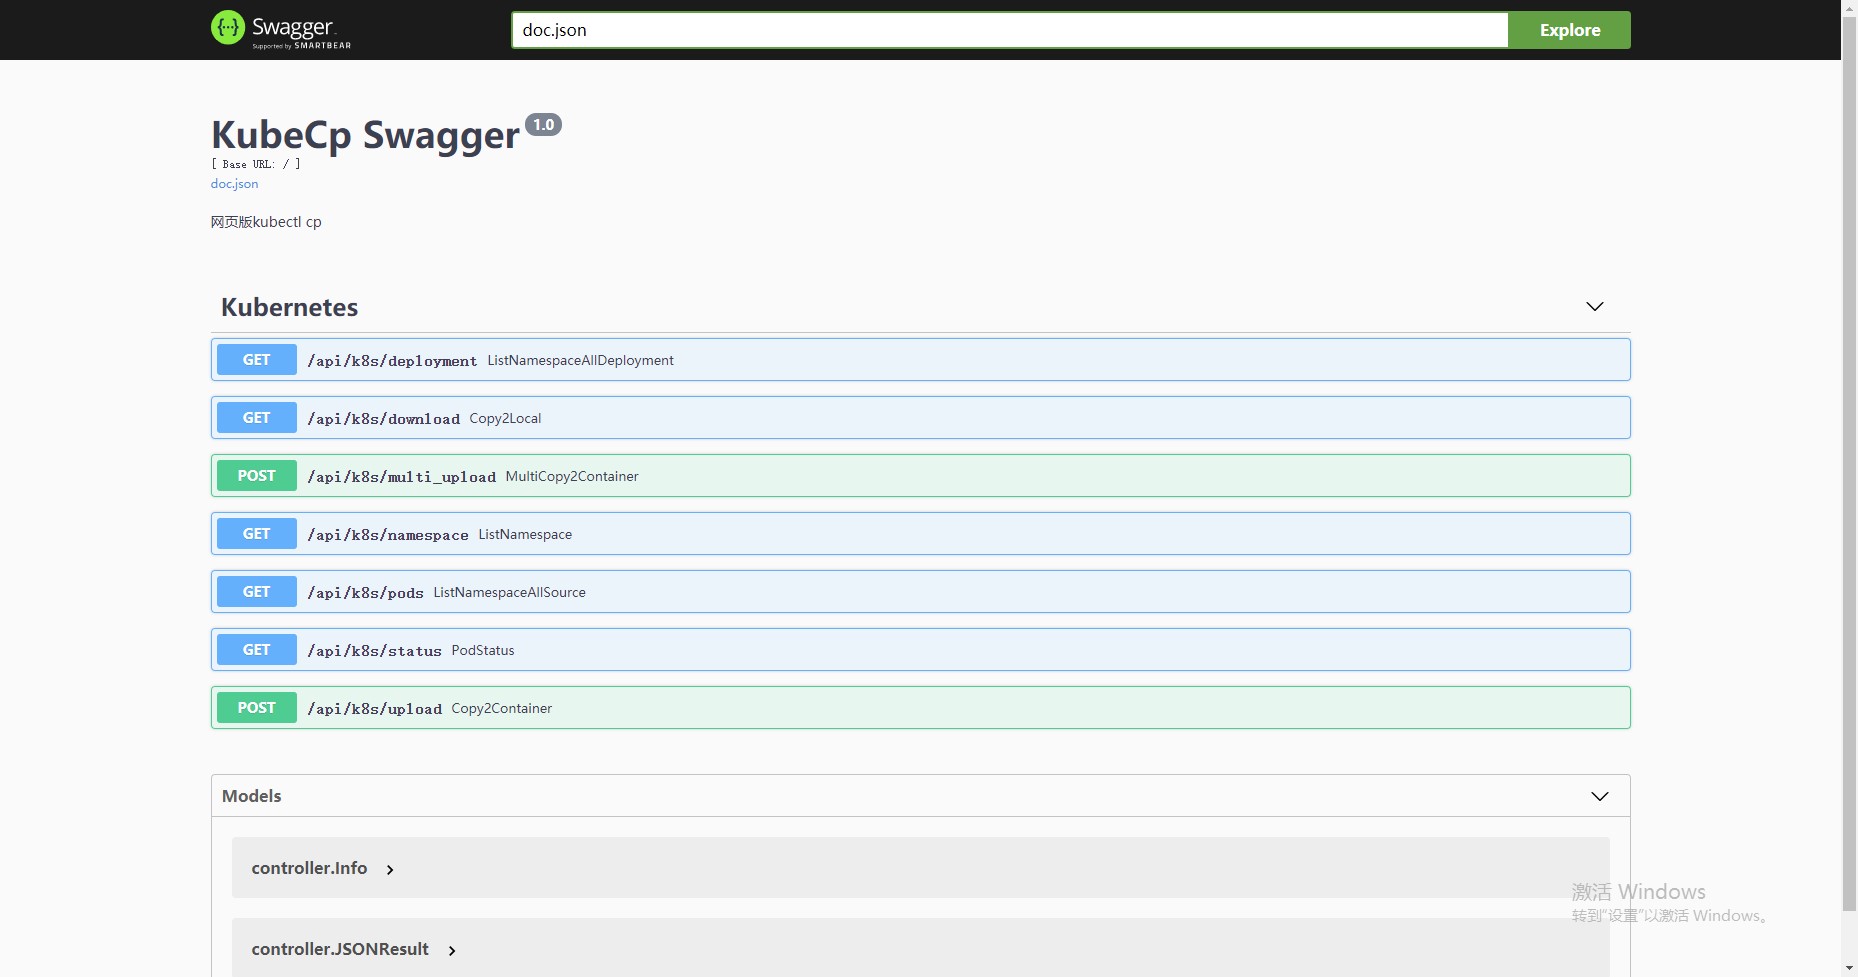 Swagger
Supported by SMARTBEAR
doc.json
Explore
KubeCp Swagger 1.0
[ Base URL: / ]
doc.json
网页版kubectl cp
Kubernetes
GET /api/k8s/deployment ListNamespaceAllDeployment
GET /api/k8s/download Copy2Local
POST /api/k8s/multi_upload MultiCopy2Container
GET /api/k8s/namespace ListNamespace
GET /api/k8s/pods ListNamespaceAllSource
GET /api/k8s/status PodStatus
POST /api/k8s/upload Copy2Container
Models
controller.Info
controller.JSONResult
激活 Windows
转到“设置”以激活 Windows。